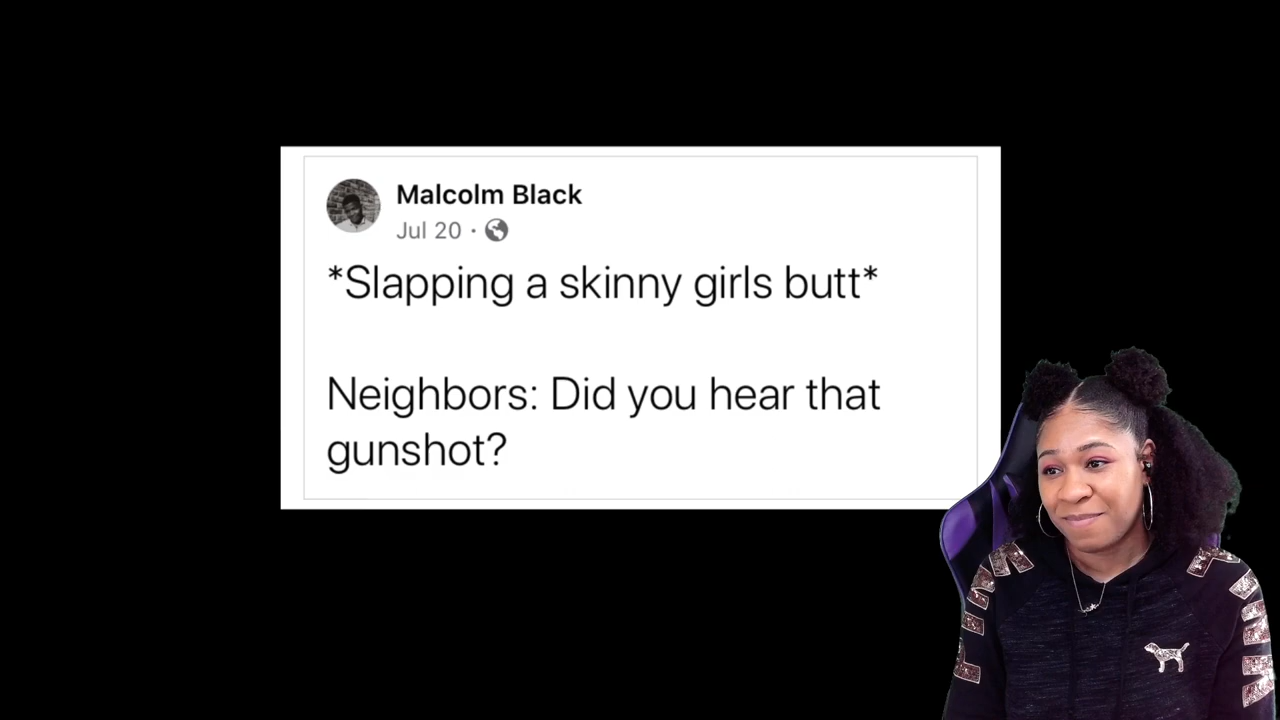 Malcolm Black
Jul 20 ·
*Slapping a skinny girls butt*
Neighbors: Did you hear that
gunshot?